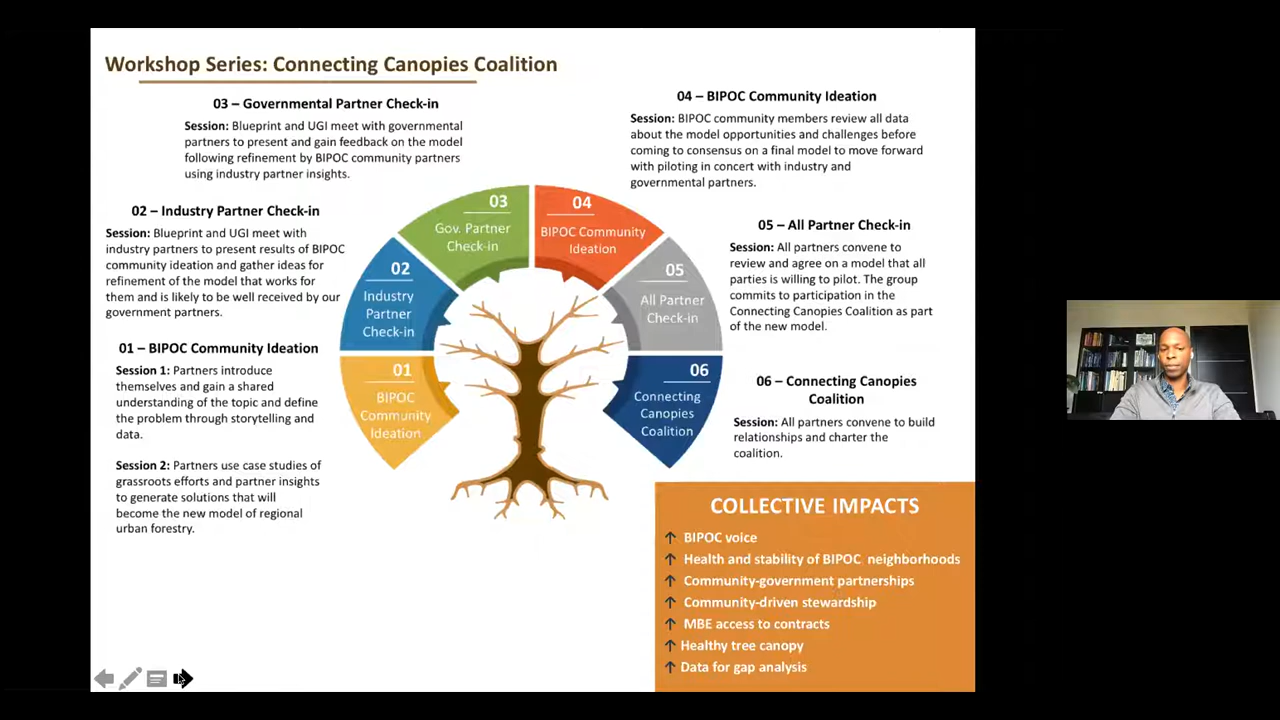 Workshop Series: Connecting Canopies Coalition
03 – Governmental Partner Check-in
Session: Blueprint and UGI meet with governmental
partners to present and gain feedback on the model
following refinement by BIPOC community partners
using industry partner insights.
04 – BIPOC Community Ideation
Session: BIPOC community members review all data
about the model opportunities and challenges before
coming to consensus on a final model to move forward
with piloting in concert with industry and
governmental partners.
02 – Industry Partner Check-in
Session: Blueprint and UGI meet with
industry partners to present results of BIPOC
community ideation and gather ideas for
refinement of the model that works for
them and is likely to be well received by our
government partners.
05 – All Partner Check-in
Session: All partners convene to
review and agree on a model that all
parties is willing to pilot. The group
commits to participation in the
Connecting Canopies Coalition as part
of the new model.
01 – BIPOC Community Ideation
Session 1: Partners introduce
themselves and gain a shared
understanding of the topic and define
the problem through storytelling and
data.
Session 2: Partners use case studies of
grassroots efforts and partner insights
to generate solutions that will
become the new model of regional
urban forestry.
06 – Connecting Canopies
Coalition
Session: All partners convene to build
relationships and charter the
coalition.
01
BIPOC
Community
Ideation
02
Industry
Partner
Check-in
03
Gov. Partner
Check-in
04
BIPOC Community
Ideation
05
All Partner
Check-in
06
Connecting
Canopies
Coalition
COLLECTIVE IMPACTS
↑ BIPOC voice
↑ Health and stability of BIPOC neighborhoods
↑ Community-government partnerships
↑ Community-driven stewardship
↑ MBE access to contracts
↑ Healthy tree canopy
↑ Data for gap analysis